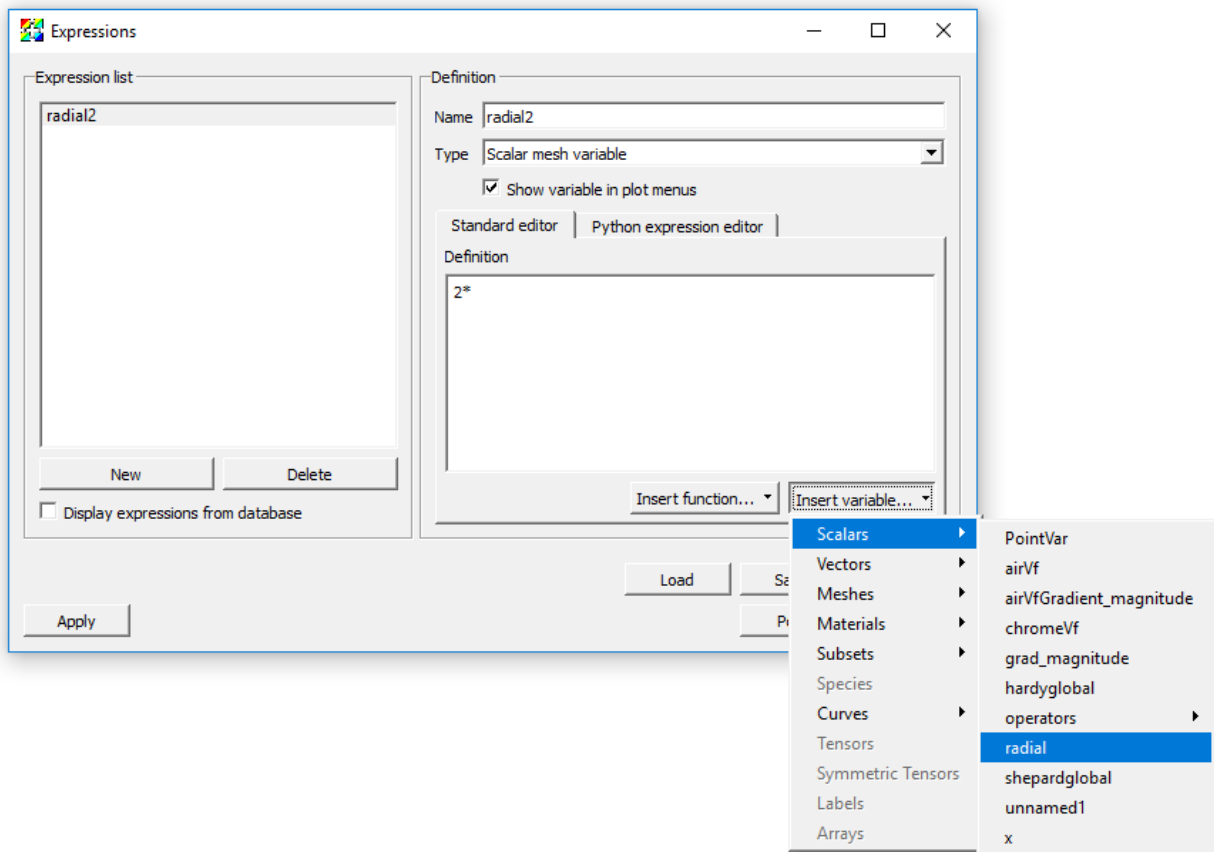 Expressions
Expression list
radial2
New
Delete
Display expressions from database
Definition
Name
radial2
Type
Scalar mesh variable
Show variable in plot menus
Standard editor
Python expression editor
Definition
2*
Insert function...
Insert variable...
Load
Sa
Apply
Scalars
Vectors
Meshes
Materials
Subsets
Species
Curves
Tensors
Symmetric Tensors
Labels
Arrays
PointVar
airVf
airVfGradient_magnitude
chromeVf
grad_magnitude
hardyglobal
operators
radial
shepardglobal
unnamed1
x